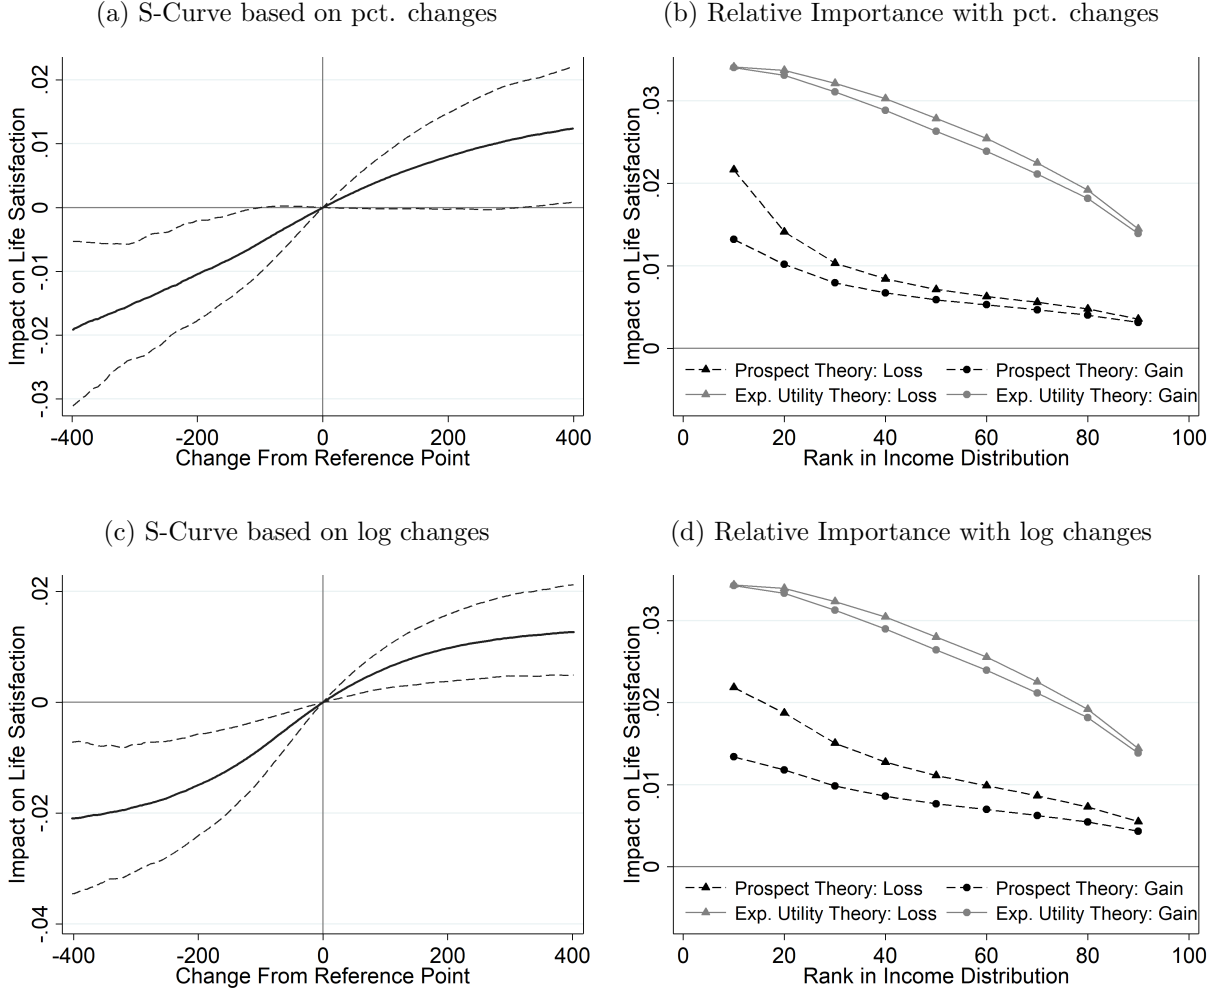 (a) S-Curve based on pct. changes
Impact on Life Satisfaction
.02
.01
0
-.01
-.02
-.03
-400 -200 0 200 400
Change From Reference Point
(b) Relative Importance with pct. changes
Impact on Life Satisfaction
.03
.02
.01
0
Prospect Theory: Loss Prospect Theory: Gain
Exp. Utility Theory: Loss Exp. Utility Theory: Gain
0 20 40 60 80 100
Rank in Income Distribution
(c) S-Curve based on log changes
Impact on Life Satisfaction
.02
0
-.02
-.04
-400 -200 0 200 400
Change From Reference Point
(d) Relative Importance with log changes
Impact on Life Satisfaction
.03
.02
.01
0
Prospect Theory: Loss Prospect Theory: Gain
Exp. Utility Theory: Loss Exp. Utility Theory: Gain
0 20 40 60 80 100
Rank in Income Distribution